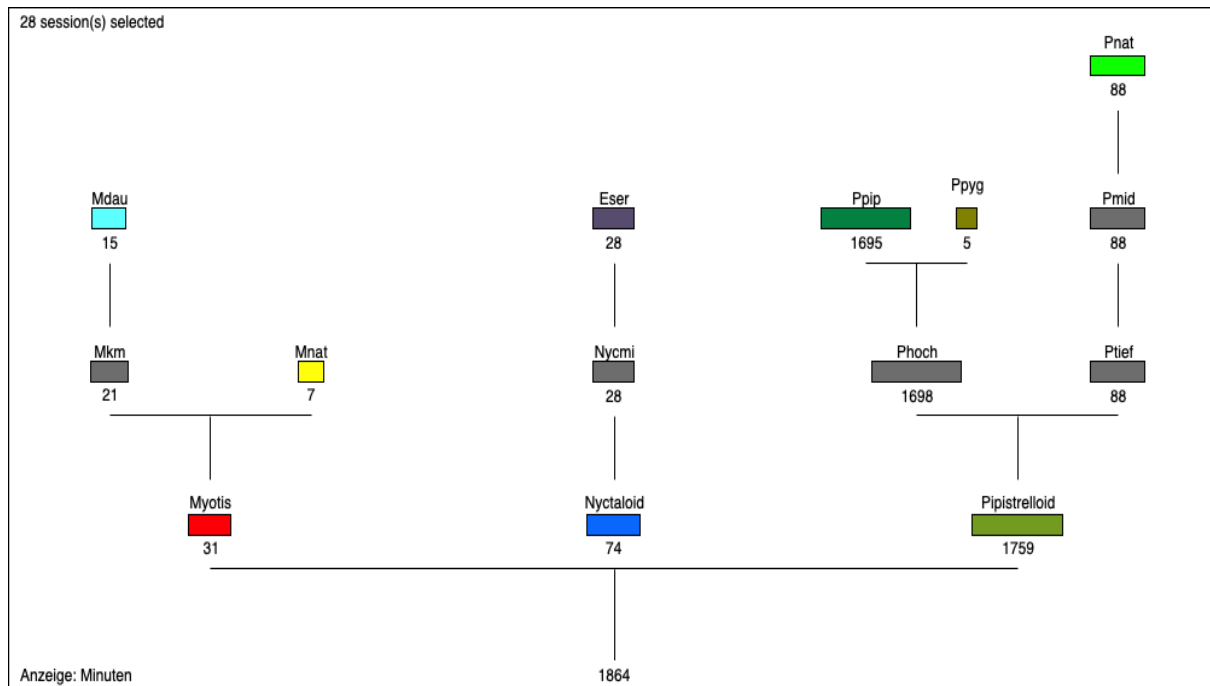 28 session(s) selected
Pnat
88
Mdau
15
Eser
28
Ppip
1695
Ppyg
5
Pmid
88
Mkm
21
Mnat
7
Nycmi
28
Phoch
1698
Ptief
88
Myotis
31
Nyctaloid
74
Pipistrelloid
1759
Anzeige: Minuten
1864